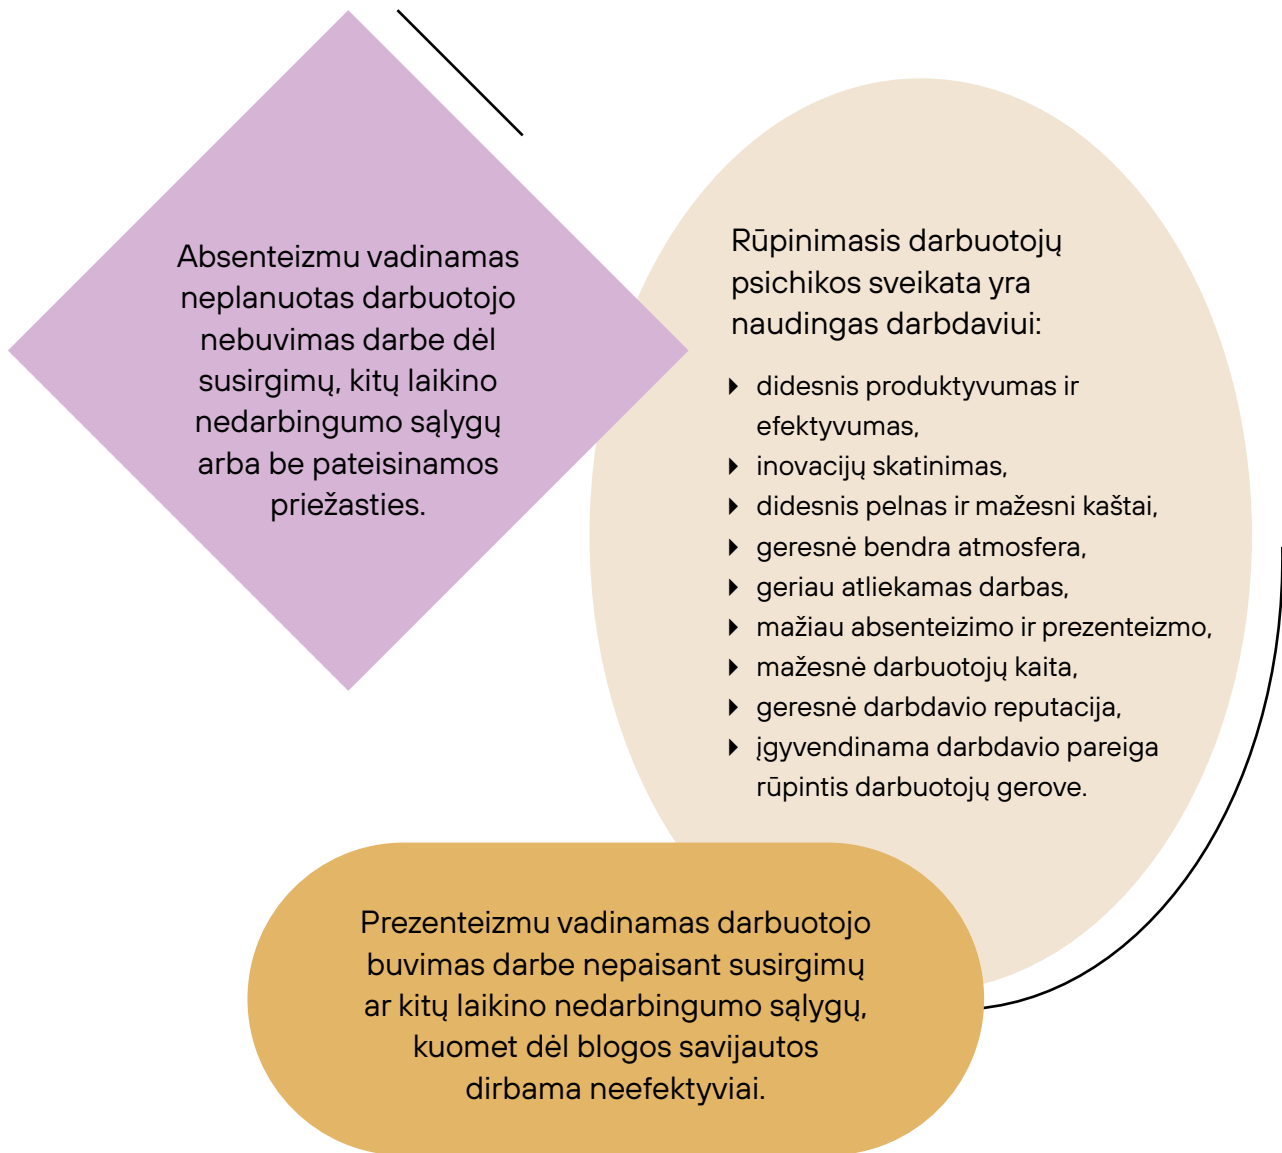 Absenteizmu vadinamas
neplanuotas darbuotojo
nebuvimas darbe dėl
susirgimų, kitų laikino
nedarbingumo sąlygų
arba be pateisinamos
priežasties.
Rūpinimasis darbuotojų
psichikos sveikata yra
naudingas darbdaviui:
didesnis produktyvumas ir
efektyvumas,
inovacijų skatinimas,
didesnis pelnas ir mažesni kaštai,
geresnė bendra atmosfera,
geriau atliekamas darbas,
mažiau absenteizimo ir prezenteizmo,
mažesnė darbuotojų kaita,
geresnė darbdavio reputacija,
įgyvendinama darbdavio pareiga
rūpintis darbuotojų gerove.
Prezenteizmu vadinamas darbuotojo
buvimas darbe nepaisant susirgimų
ar kitų laikino nedarbingumo sąlygų,
kuomet dėl blogos savijautos
dirbama neefektyviai.